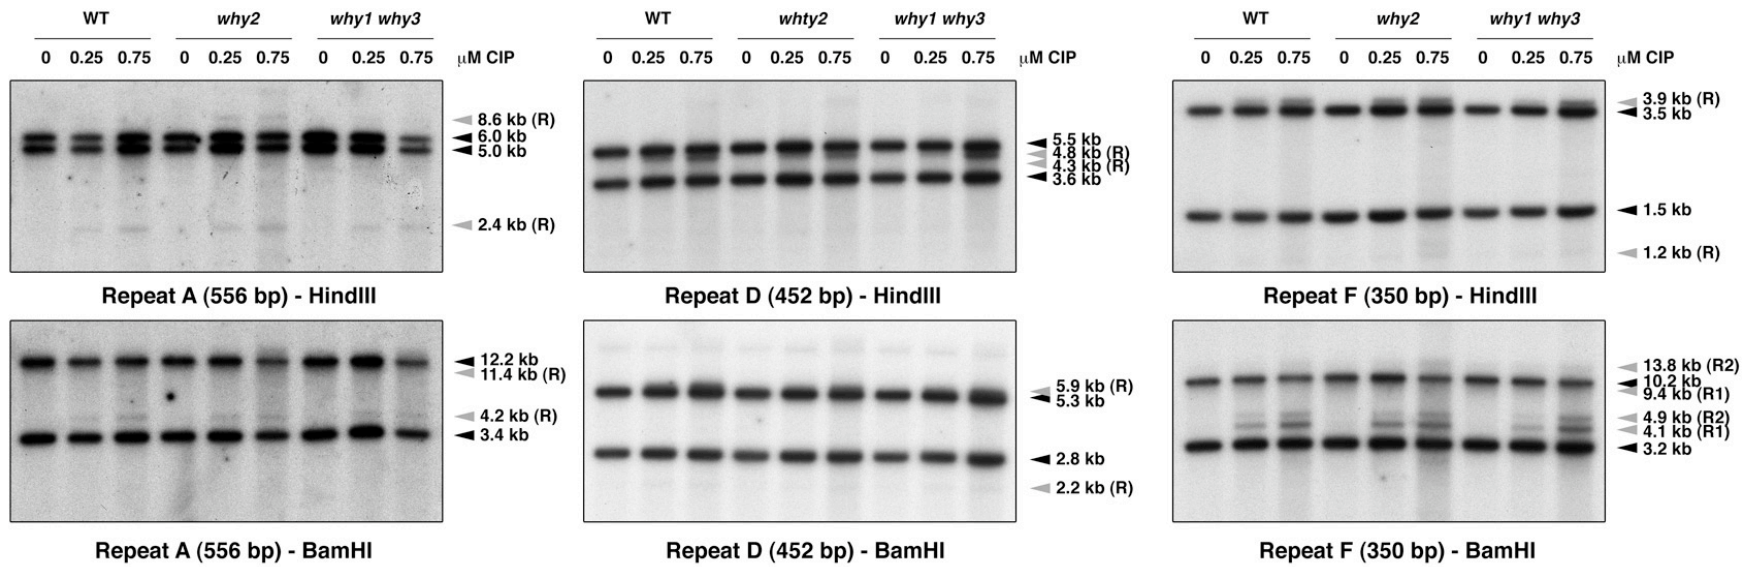 WT why2 why1 why3
0 0.25 0.75 0 0.25 0.75 0 0.25 0.75 μM CIP
8.6 kb (R)
6.0 kb
5.0 kb
2.4 kb (R)
Repeat A (556 bp) - HindIII
WT whty2 why1 why3
0 0.25 0.75 0 0.25 0.75 0 0.25 0.75 μM CIP
5.5 kb
4.8 kb (R)
4.3 kb (R)
3.6 kb
Repeat D (452 bp) - HindIII
WT why2 why1 why3
0 0.25 0.75 0 0.25 0.75 0 0.25 0.75 μM CIP
3.9 kb (R)
3.5 kb
1.5 kb
1.2 kb (R)
Repeat F (350 bp) - HindIII
12.2 kb
11.4 kb (R)
4.2 kb (R)
3.4 kb
Repeat A (556 bp) - BamHI
5.9 kb (R)
5.3 kb
2.8 kb
2.2 kb (R)
Repeat D (452 bp) - BamHI
13.8 kb (R2)
10.2 kb
9.4 kb (R1)
4.9 kb (R2)
4.1 kb (R1)
3.2 kb
Repeat F (350 bp) - BamHI